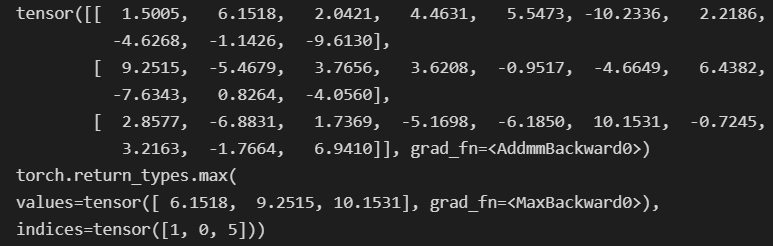 tensor([[  1.5005,   6.1518,   2.0421,   4.4631,   5.5473, -10.2336,   2.2186,
          -4.6268,  -1.1426,  -9.6130],
        [  9.2515,  -5.4679,   3.7656,   3.6208,  -0.9517,  -4.6649,   6.4382,
          -7.6343,   0.8264,  -4.0560],
        [  2.8577,  -6.8831,   1.7369,  -5.1698,  -6.1850,  10.1531,  -0.7245,
           3.2163,  -1.7664,   6.9410]], grad_fn=<AddmmBackward0>)
torch.return_types.max(
values=tensor([ 6.1518,  9.2515, 10.1531], grad_fn=<MaxBackward0>),
indices=tensor([1, 0, 5]))